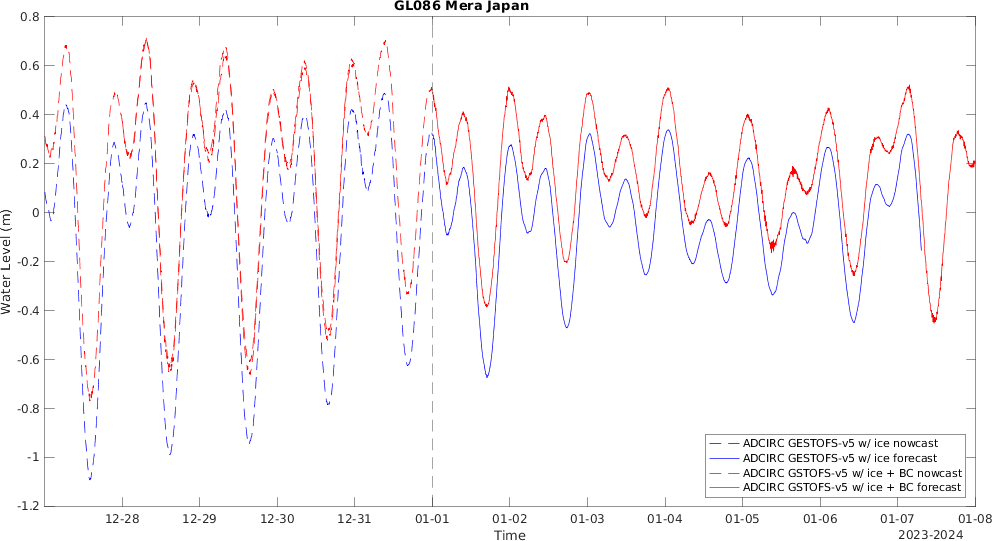 GL086 Mera Japan
0.8
0.6
0.4
0.2
0
-0.2
-0.4
-0.6
-0.8
-1
-1.2
Water Level (m)
12-28 12-29 12-30 12-31 01-01 01-02 01-03 01-04 01-05 01-06 01-07 01-08
Time
2023-2024
ADCIRC GESTOFS-v5 w/ ice nowcast
ADCIRC GESTOFS-v5 w/ ice forecast
ADCIRC GSTOFS-v5 w/ ice + BC nowcast
ADCIRC GSTOFS-v5 w/ ice + BC forecast